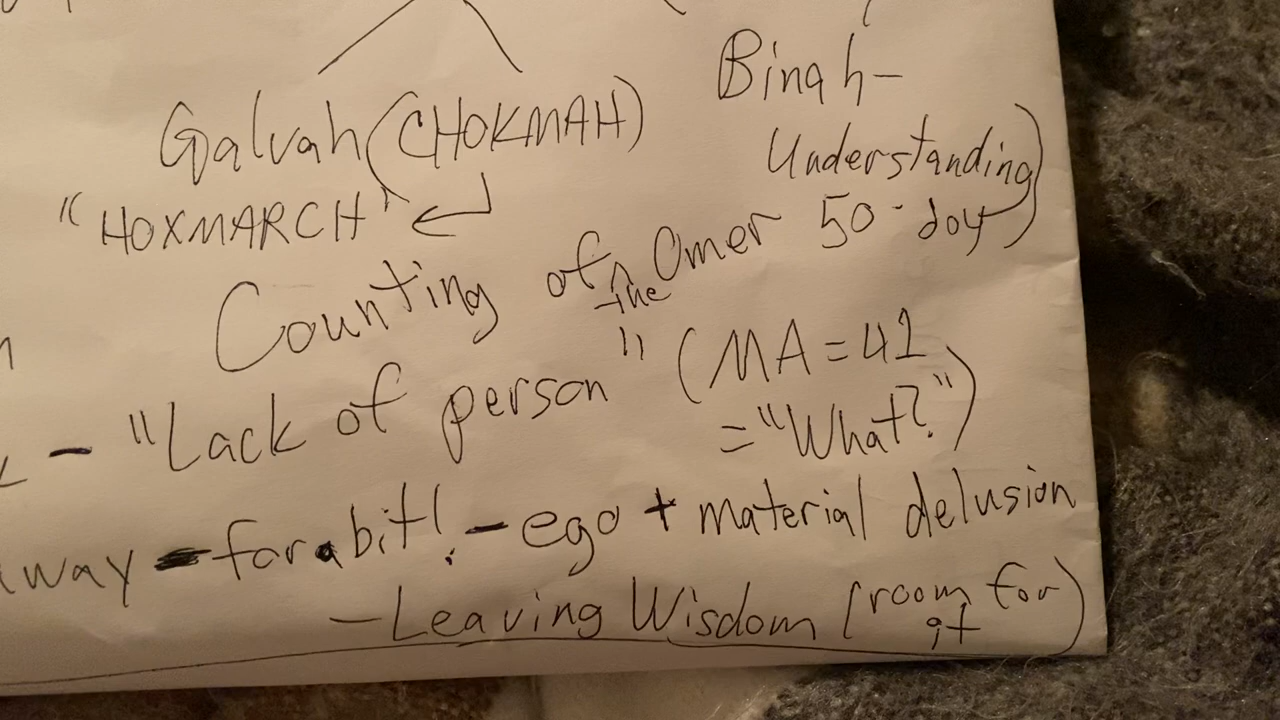 Binah-
Galvah (CHOKMAH)
Understanding)
"HOXMARCH"
Counting of the Omer 50-day)
- "Lack of person" (MA = 42
= "What?")
way - for a bit! - ego + material delusion
- Leaving Wisdom (room for
it)